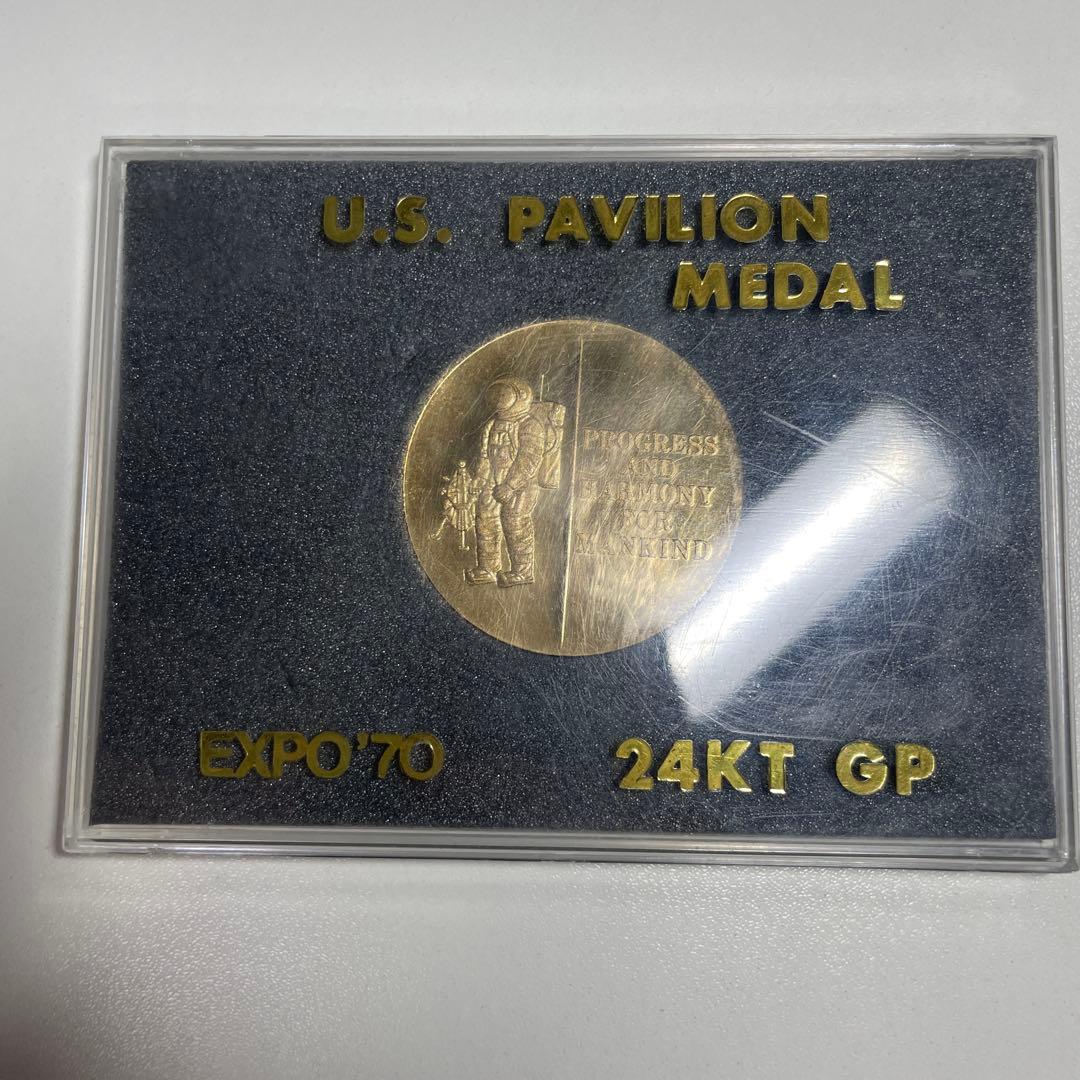 U.S. PAVILION
MEDAL
PROGRESS
AND
HARMONY
FOR
MANKIND
EXPO'70
24KT GP